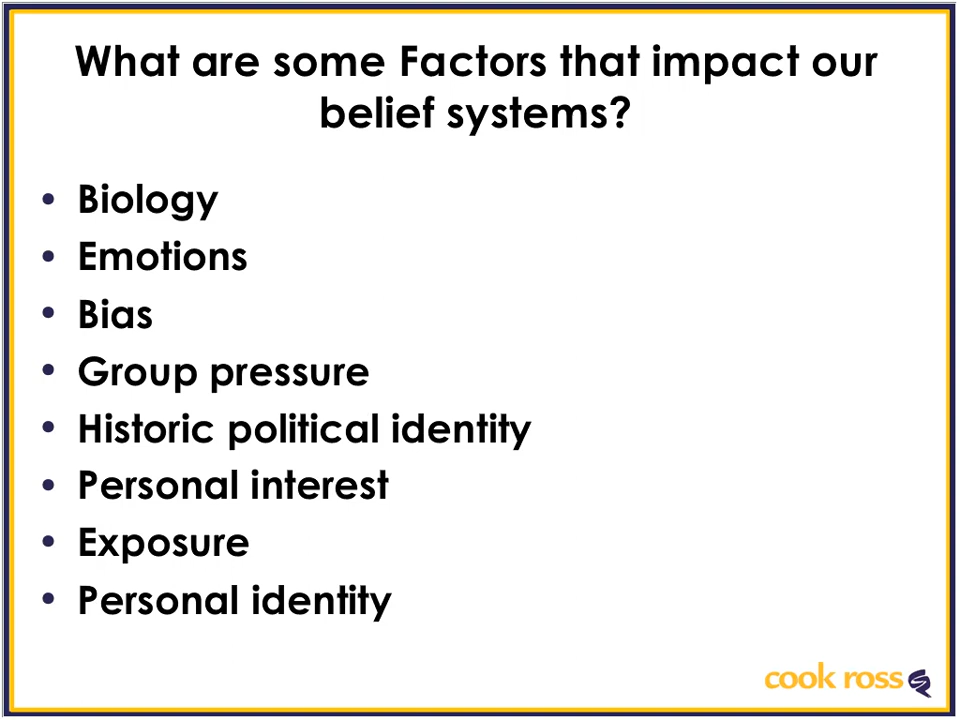 What are some Factors that impact our
belief systems?
• Biology
• Emotions
• Bias
• Group pressure
• Historic political identity
• Personal interest
• Exposure
• Personal identity
cook ross